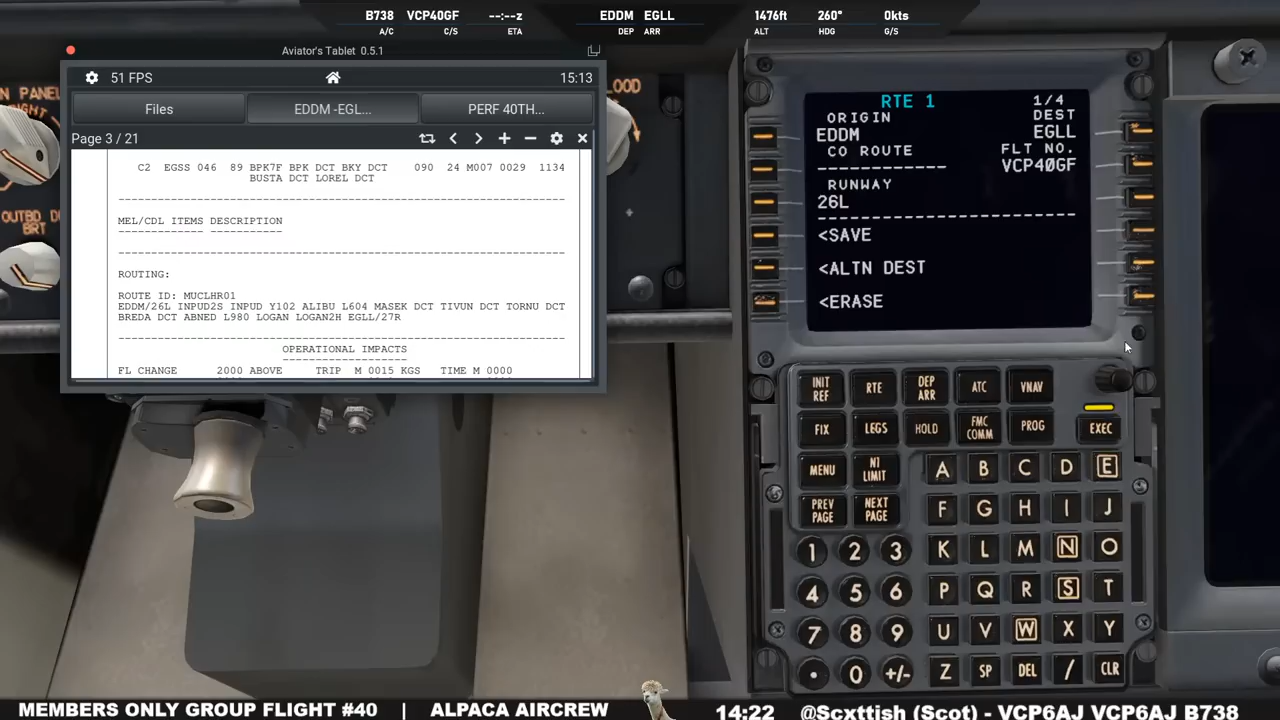 B738 VCP40GF --:--z EDDM EGLL 1476ft 260° 0kts
A/C C/S ETA DEP ARR ALT HDG G/S
Aviator's Tablet 0.5.1
51 FPS 15:13
Files EDDM -EGL... PERF 40TH...
Page 3 / 21
C2 EGSS 046 89 BPK7F BPK DCT BKY DCT 090 24 M007 0029 1134
BUSTA DCT LOREL DCT
MEL/CDL ITEMS DESCRIPTION
ROUTING:
ROUTE ID: MUCLHR01
EDDM/26L INPUD2S INPUD Y102 ALIBU L604 MASEK DCT TIVUN DCT TORNU DCT
BREDA DCT ABNED L980 LOGAN LOGAN2H EGLL/27R
OPERATIONAL IMPACTS
FL CHANGE 2000 ABOVE TRIP M 0015 KGS TIME M 0000
N PANEL
RIGHT
OUTBD D
BRT
LOOD
RTE 1 1/4
ORIGIN DEST
EDDM EGLL
CO ROUTE FLT NO.
---------- VCP40GF
RUNWAY
26L
<SAVE
<ALTN DEST
<ERASE
INIT REF RTE DEP ARR ATC VNAV
FIX LEGS HOLD FMC COMM PROG EXEC
MENU N1 LIMIT A B C D E
PREV PAGE NEXT PAGE F G H I J
1 2 3 K L M N O
4 5 6 P Q R S T
7 8 9 U V W X Y
. 0 +/- Z SP DEL / CLR
MEMBERS ONLY GROUP FLIGHT #40 | ALPACA AIRCREW 14:22 @Scxttish (Scot) - VCP6AJ VCP6AJ B738